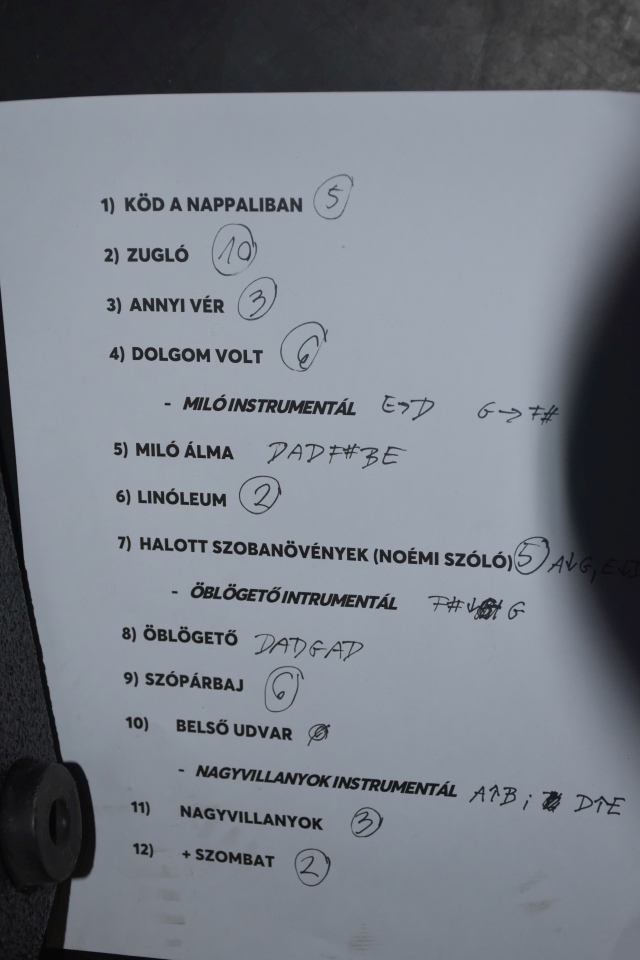 1) KÖD A NAPPALIBAN 5
2) ZUGLÓ 10
3) ANNYI VÉR 3
4) DOLGOM VOLT 6
- MILÓ INSTRUMENTÁL E→D G→F#
5) MILÓ ÁLMA DADF#BE
6) LINÓLEUM 2
7) HALOTT SZOBANÖVÉNYEK (NOÉMI SZÓLÓ) 5 A↓G,
- ÖBLÖGETŐ INTRUMENTÁL F#↓ G
8) ÖBLÖGETŐ DADGAD
9) SZÓPÁRBAJ 6
10) BELSŐ UDVAR
- NAGYVILLANYOK INSTRUMENTÁL A↑B ; D↑E
11) NAGYVILLANYOK 3
12) + SZOMBAT 2